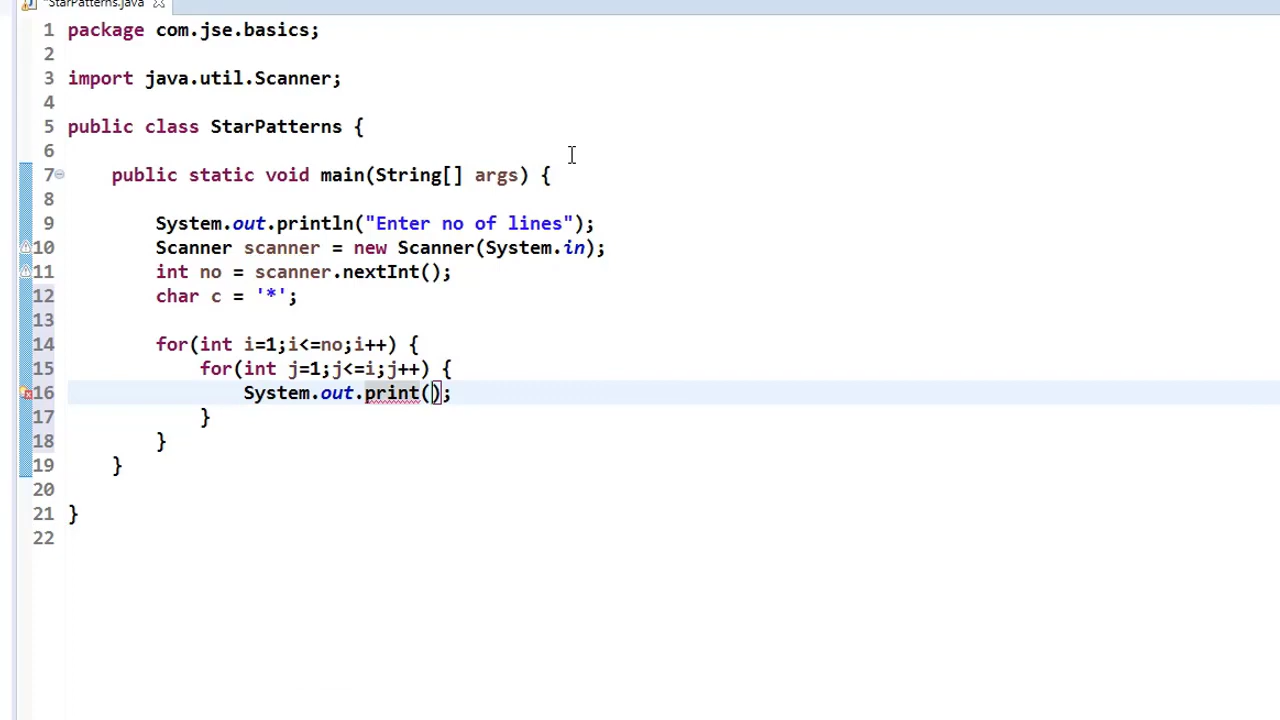 *StarPatterns.java
1 package com.jse.basics;
2
3 import java.util.Scanner;
4
5 public class StarPatterns {
6
7 public static void main(String[] args) {
8
9 System.out.println("Enter no of lines");
10 Scanner scanner = new Scanner(System.in);
11 int no = scanner.nextInt();
12 char c = '*';
13
14 for(int i=1;i<=no;i++) {
15 for(int j=1;j<=i;j++) {
16 System.out.print();
17 }
18 }
19 }
20
21 }
22